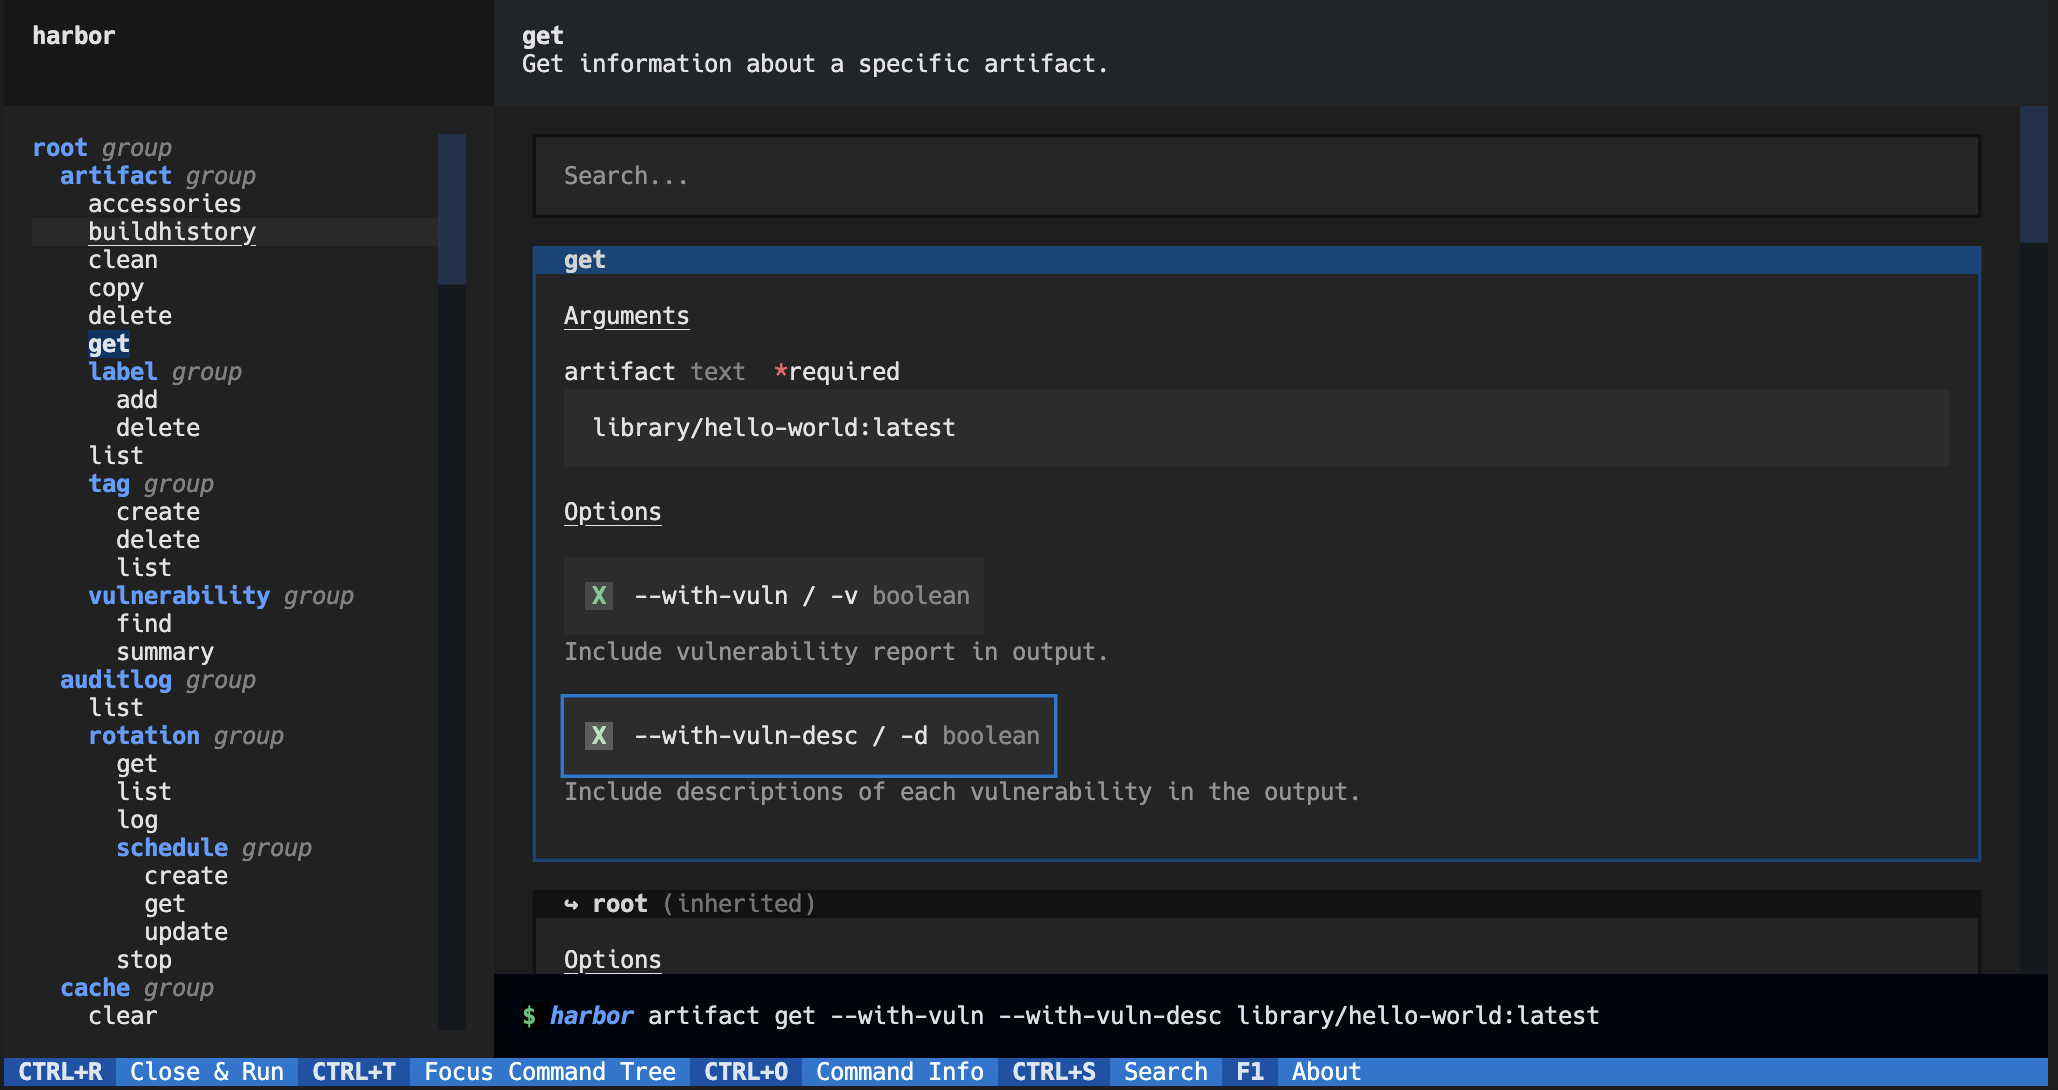 harbor
get
Get information about a specific artifact.
root group
artifact group
accessories
buildhistory
clean
copy
delete
get
label group
add
delete
list
tag group
create
delete
list
vulnerability group
find
summary
auditlog group
list
rotation group
get
list
log
schedule group
create
get
update
stop
cache group
clear
Search...
get
Arguments
artifact text *required
library/hello-world:latest
Options
X --with-vuln / -v boolean
Include vulnerability report in output.
X --with-vuln-desc / -d boolean
Include descriptions of each vulnerability in the output.
↪ root (inherited)
Options
$ harbor artifact get --with-vuln --with-vuln-desc library/hello-world:latest
CTRL+R Close & Run CTRL+T Focus Command Tree CTRL+O Command Info CTRL+S Search F1 About